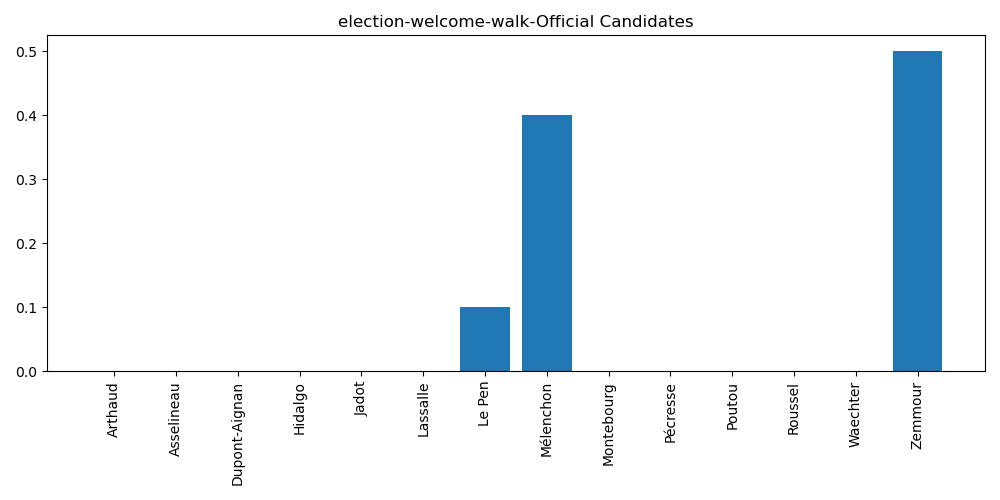 election-welcome-walk-Official Candidates
0.5
0.4
0.3
0.2
0.1
0.0
Arthaud
Asselineau
Dupont-Aignan
Hidalgo
Jadot
Lassalle
Le Pen
Mélenchon
Montebourg
Pécresse
Poutou
Roussel
Waechter
Zemmour